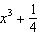 x³ + 1/4